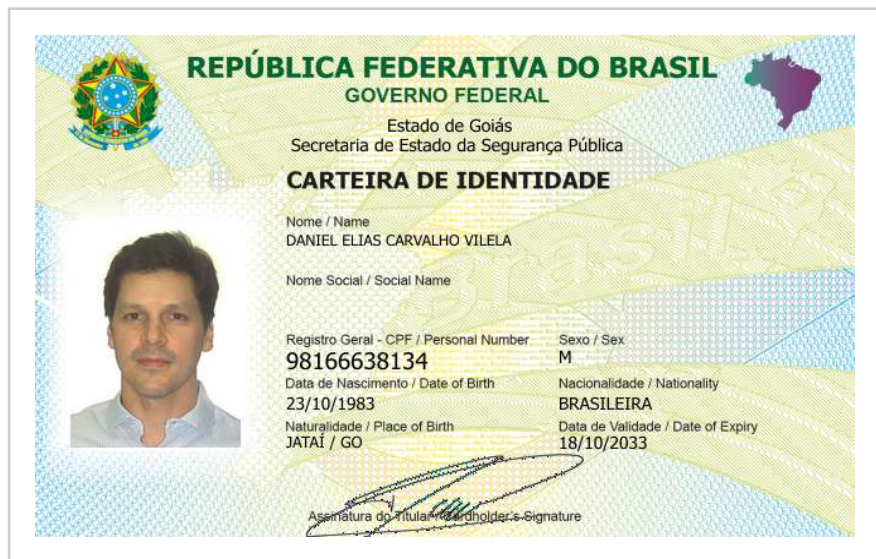 REPÚBLICA FEDERATIVA DO BRASIL
GOVERNO FEDERAL
Estado de Goiás
Secretaria de Estado da Segurança Pública
CARTEIRA DE IDENTIDADE
Nome / Name
DANIEL ELIAS CARVALHO VILELA
Nome Social / Social Name
Registro Geral - CPF / Personal Number Sexo / Sex
98166638134 M
Data de Nascimento / Date of Birth Nacionalidade / Nationality
23/10/1983 BRASILEIRA
Naturalidade / Place of Birth Data de Validade / Date of Expiry
JATAÍ / GO 18/10/2033
Assinatura do Titular / Cardholder's Signature
Brasil